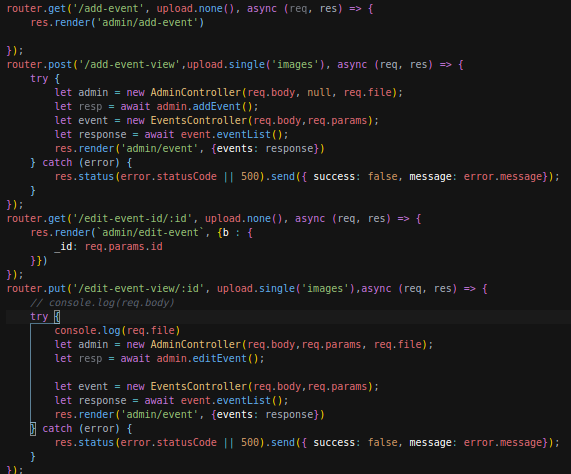 router.get('/add-event', upload.none(), async (req, res) => {
    res.render('admin/add-event')

});
router.post('/add-event-view',upload.single('images'), async (req, res) => {
    try {
        let admin = new AdminController(req.body, null, req.file);
        let resp = await admin.addEvent();
        let event = new EventsController(req.body,req.params);
        let response = await event.eventList();
        res.render('admin/event', {events: response})
    } catch (error) {
        res.status(error.statusCode || 500).send({ success: false, message: error.message});
    }
});
router.get('/edit-event-id/:id', upload.none(), async (req, res) => {
    res.render(`admin/edit-event`, {b : {
        _id: req.params.id
    }})
});
router.put('/edit-event-view/:id', upload.single('images'),async (req, res) => {
    // console.log(req.body)
    try {
        console.log(req.file)
        let admin = new AdminController(req.body,req.params, req.file);
        let resp = await admin.editEvent();

        let event = new EventsController(req.body,req.params);
        let response = await event.eventList();
        res.render('admin/event', {events: response})
    } catch (error) {
        res.status(error.statusCode || 500).send({ success: false, message: error.message});
    }
});